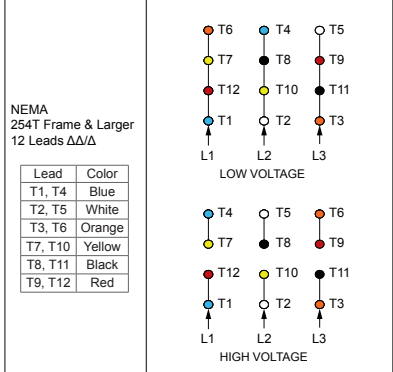 NEMA
254T Frame & Larger
12 Leads ΔΔ/Δ
Lead Color
T1, T4 Blue
T2, T5 White
T3, T6 Orange
T7, T10 Yellow
T8, T11 Black
T9, T12 Red
T6 T4 T5
T7 T8 T9
T12 T10 T11
T1 T2 T3
L1 L2 L3
LOW VOLTAGE
T4 T5 T6
T7 T8 T9
T12 T10 T11
T1 T2 T3
L1 L2 L3
HIGH VOLTAGE